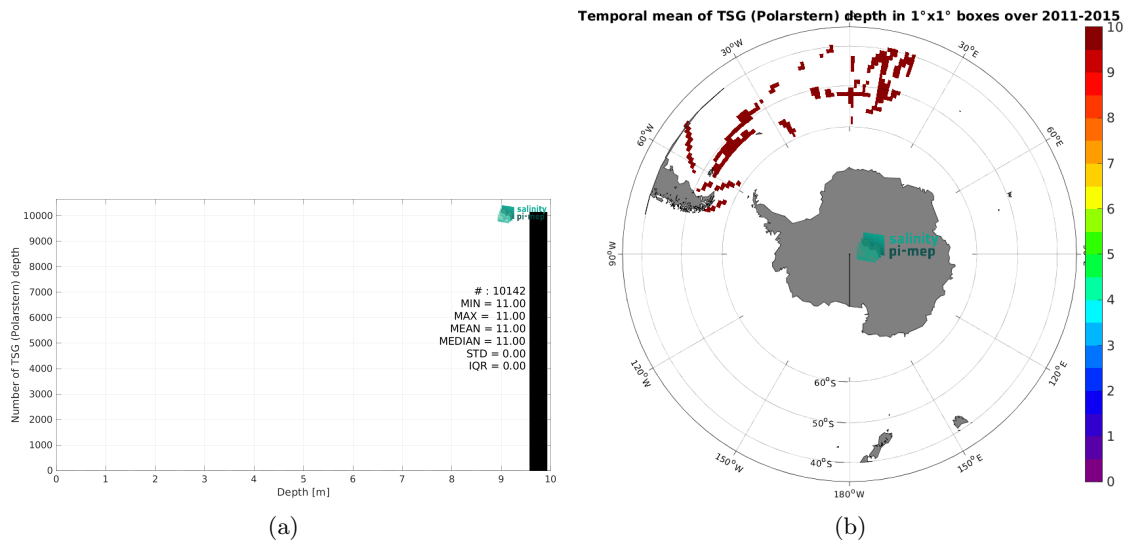 Number of TSG (Polarstern) depth
10000
9000
8000
7000
6000
5000
4000
3000
2000
1000
0
salinity
pi-mep
# : 10142
MIN = 11.00
MAX = 11.00
MEAN = 11.00
MEDIAN = 11.00
STD = 0.00
IQR = 0.00
0 1 2 3 4 5 6 7 8 9 10
Depth [m]
(a)
Temporal mean of TSG (Polarstern) depth in 1°x1° boxes over 2011-2015
30°W
30°E
60°W
60°E
90°W
salinity
pi-mep
120°W
120°E
60°S
50°S
40°S
150°W
150°E
180°W
10
9
8
7
6
5
4
3
2
1
0
(b)